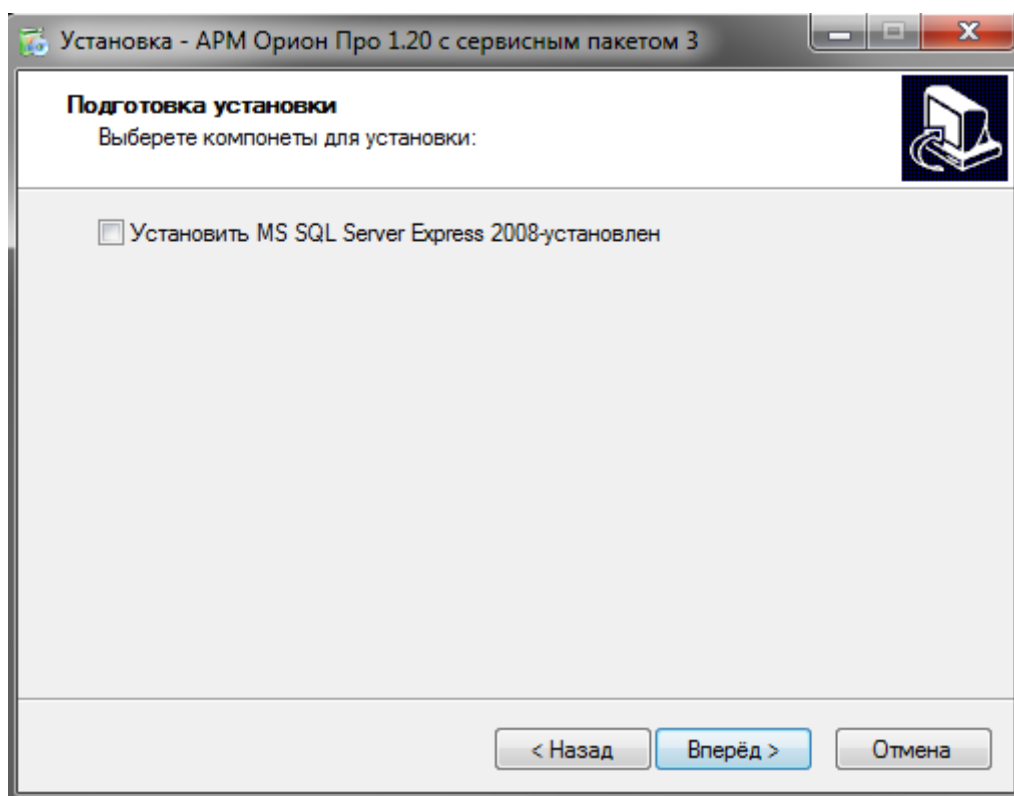 Установка - АРМ Орион Про 1.20 с сервисным пакетом 3
Подготовка установки
Выберете компонеты для установки:
Установить MS SQL Server Express 2008-установлен
< Назад
Вперёд >
Отмена